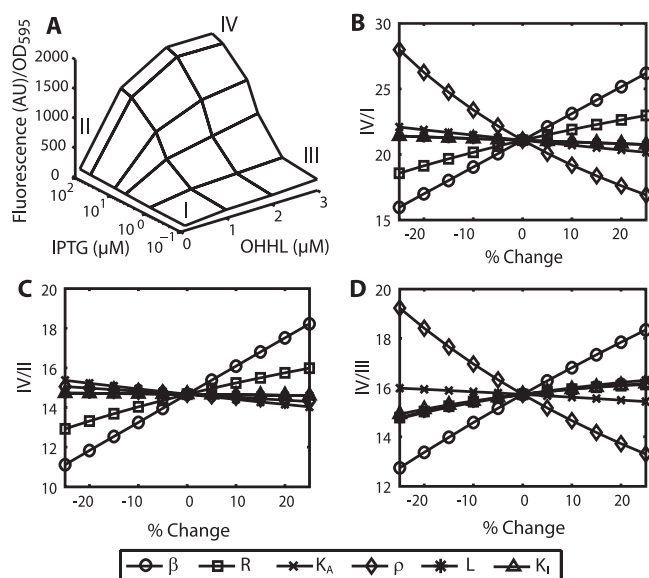 A
IV
Fluorescence (AU)/OD595
2000
1500
1000
500
0
II
III
I
10²
10¹
10⁰
10⁻¹
IPTG (µM)
0
1
2
3
OHHL (µM)
B
IV/I
30
25
20
15
-20 -10 0 10 20
% Change
C
IV/II
18
16
14
12
10
-20 -10 0 10 20
% Change
D
IV/III
20
18
16
14
12
-20 -10 0 10 20
% Change
β R KA ρ L KI